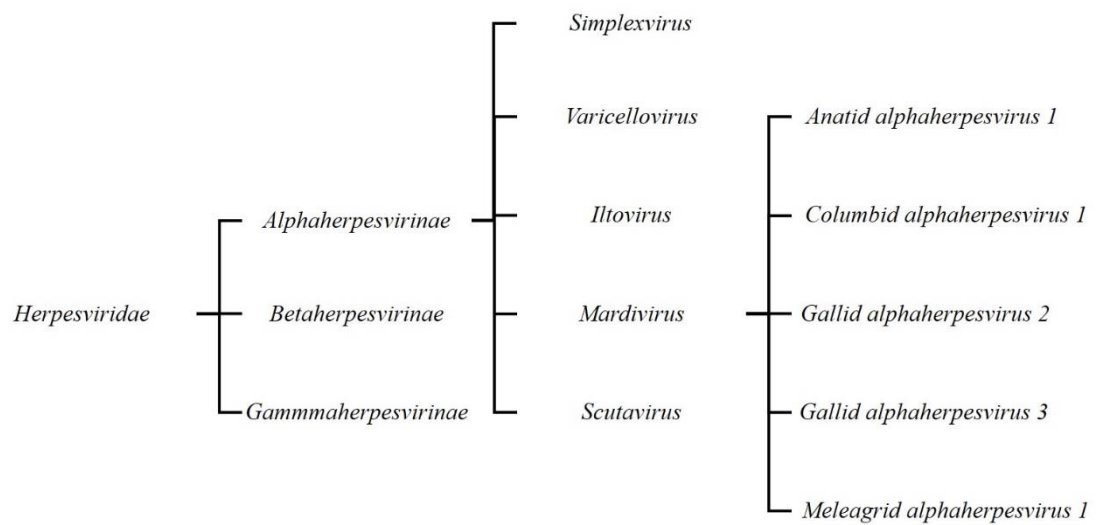 Simplexvirus
Varicellovirus
Anatid alphaherpesvirus 1
Alphaherpesvirinae
Iltovirus
Columbid alphaherpesvirus 1
Herpesviridae
Betaherpesvirinae
Mardivirus
Gallid alphaherpesvirus 2
Gammmaherpesvirinae
Scutavirus
Gallid alphaherpesvirus 3
Meleagrid alphaherpesvirus 1